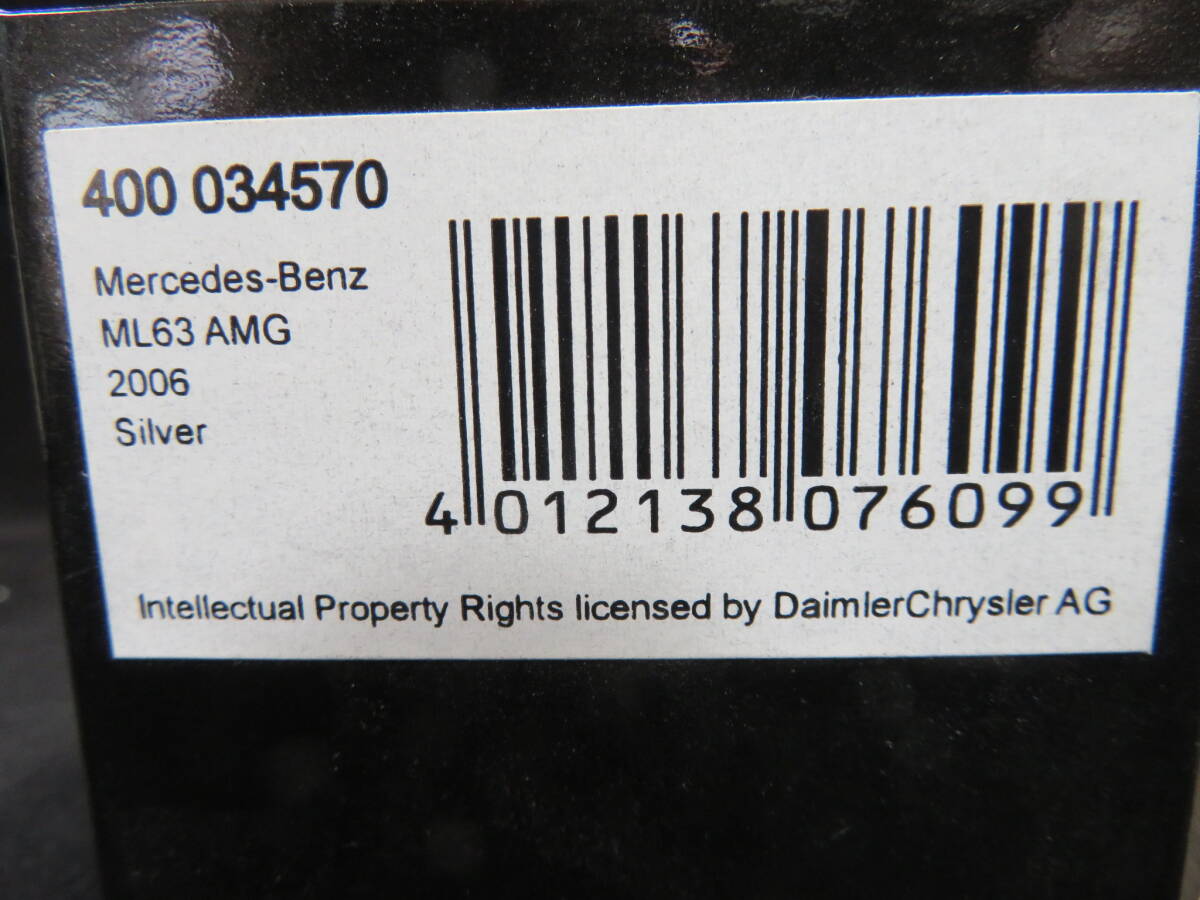 400 034570
Mercedes-Benz
ML63 AMG
2006
Silver
4 012138 076099
Intellectual Property Rights licensed by DaimlerChrysler AG